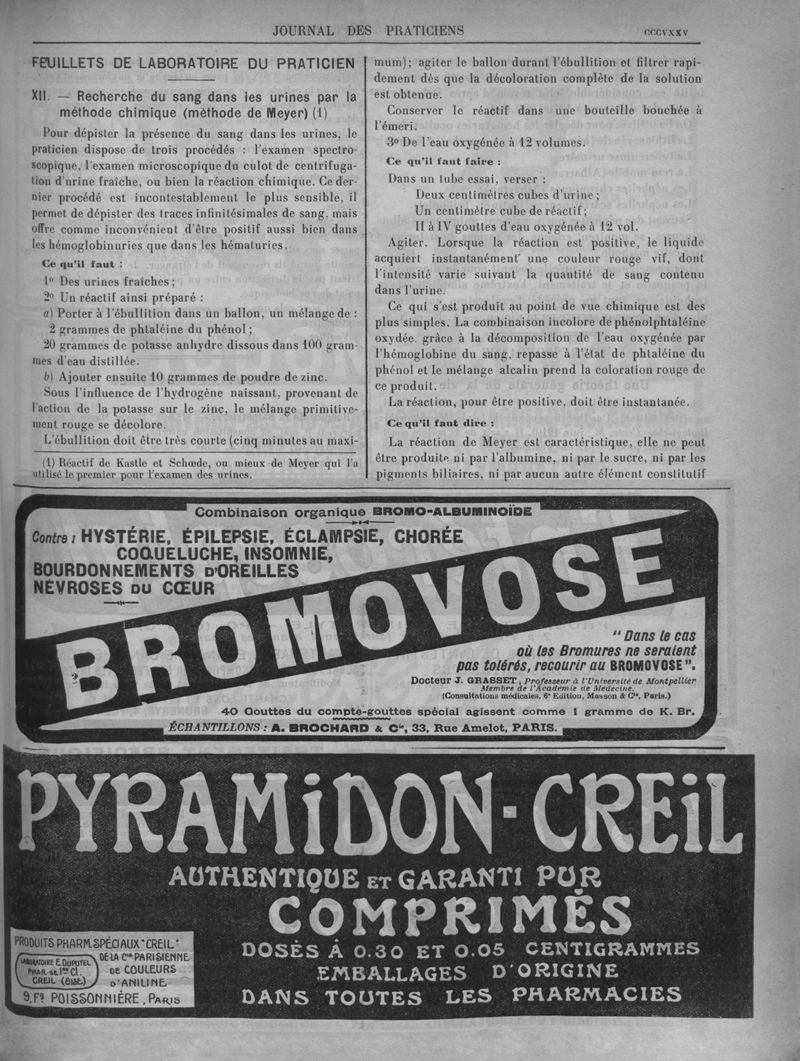 JOURNAL DES PRATICIENS
CCCVXXV
FEUILLETS DE LABORATOIRE DU PRATICIEN
XII. — Recherche du sang dans les urines par la
méthode chimique (méthode de Meyer) (1)
Pour dépister la présence du sang dans les urines, le
praticien dispose de trois procédés : l'examen spectro-
scopique, l'examen microscopique du culot de centrifuga-
tion d'urine fraîche, ou bien la réaction chimique. Ce der-
nier procédé est incontestablement le plus sensible, il
permet de dépister des traces infinitésimales de sang, mais
offre comme inconvénient d'être positif aussi bien dans
les hémoglobinuries que dans les hématuries.
Ce qu'il faut :
1° Des urines fraîches ;
2° Un réactif ainsi préparé :
a) Porter à l'ébullition dans un ballon, un mélange de :
2 grammes de phtaléine du phénol ;
20 grammes de potasse anhydre dissous dans 100 gram-
mes d'eau distillée.
b) Ajouter ensuite 10 grammes de poudre de zinc.
Sous l'influence de l'hydrogène naissant, provenant de
l'action de la potasse sur le zinc, le mélange primitive-
ment rouge se décolore.
L'ébullition doit être très courte (cinq minutes au maxi-
(1) Réactif de Kastle et Schœde, ou mieux de Meyer qui l'a
utilisé le premier pour l'examen des urines.
mum); agiter le ballon durant l'ébullition et filtrer rapi-
dement dès que la décoloration complète de la solution
est obtenue.
Conserver le réactif dans une bouteille bouchée à
l'émeri.
3° De l'eau oxygénée à 12 volumes.
Ce qu'il faut faire :
Dans un tube essai, verser :
Deux centimètres cubes d'urine ;
Un centimètre cube de réactif ;
II à IV gouttes d'eau oxygénée à 12 vol.
Agiter. Lorsque la réaction est positive, le liquide
acquiert instantanément une couleur rouge vif, dont
l'intensité varie suivant la quantité de sang contenu
dans l'urine.
Ce qui s'est produit au point de vue chimique est des
plus simples. La combinaison incolore de phénolphtaléine
oxydée, grâce à la décomposition de l'eau oxygénée par
l'hémoglobine du sang, repasse à l'état de phtaléine du
phénol et le mélange alcalin prend la coloration rouge de
ce produit.
La réaction, pour être positive, doit être instantanée.
Ce qu'il faut dire :
La réaction de Meyer est caractéristique, elle ne peut
être produite ni par l'albumine, ni par le sucre, ni par les
pigments biliaires, ni par aucun autre élément constitutif
Combinaison organique BROMO-ALBUMINOÏDE
Contre : HYSTÉRIE, ÉPILEPSIE, ÉCLAMPSIE, CHORÉE
COQUELUCHE, INSOMNIE,
BOURDONNEMENTS D'OREILLES
NÉVROSES DU CŒUR
BROMOVOSE
"Dans le cas
où les Bromures ne seraient
pas tolérés, recourir au BROMOVOSE".
Docteur J. GRASSET, Professeur à l'Université de Montpellier
Membre de l'Académie de Médecine.
(Consultations médicales, 6e Edition, Masson & Cie, Paris.)
40 Gouttes du compte-gouttes spécial agissent comme 1 gramme de K. Br.
ÉCHANTILLONS : A. BROCHARD & Cie, 33, Rue Amelot, PARIS.
PYRAMiDON-CREiL
AUTHENTIQUE ET GARANTI PUR
COMPRIMÉS
DOSÉS À 0.30 ET 0.05 CENTIGRAMMES
EMBALLAGES D'ORIGINE
DANS TOUTES LES PHARMACIES
PRODUITS PHARM. SPÉCIAUX "CREIL"
LABORATOIRE E. DUPUTEL
PHAR. DE 1ère Cl.
CREIL (OISE)
DE LA Cie PARISIENNE
DE COULEURS
D'ANILINE
9, Fg POISSONNIÈRE, PARIS